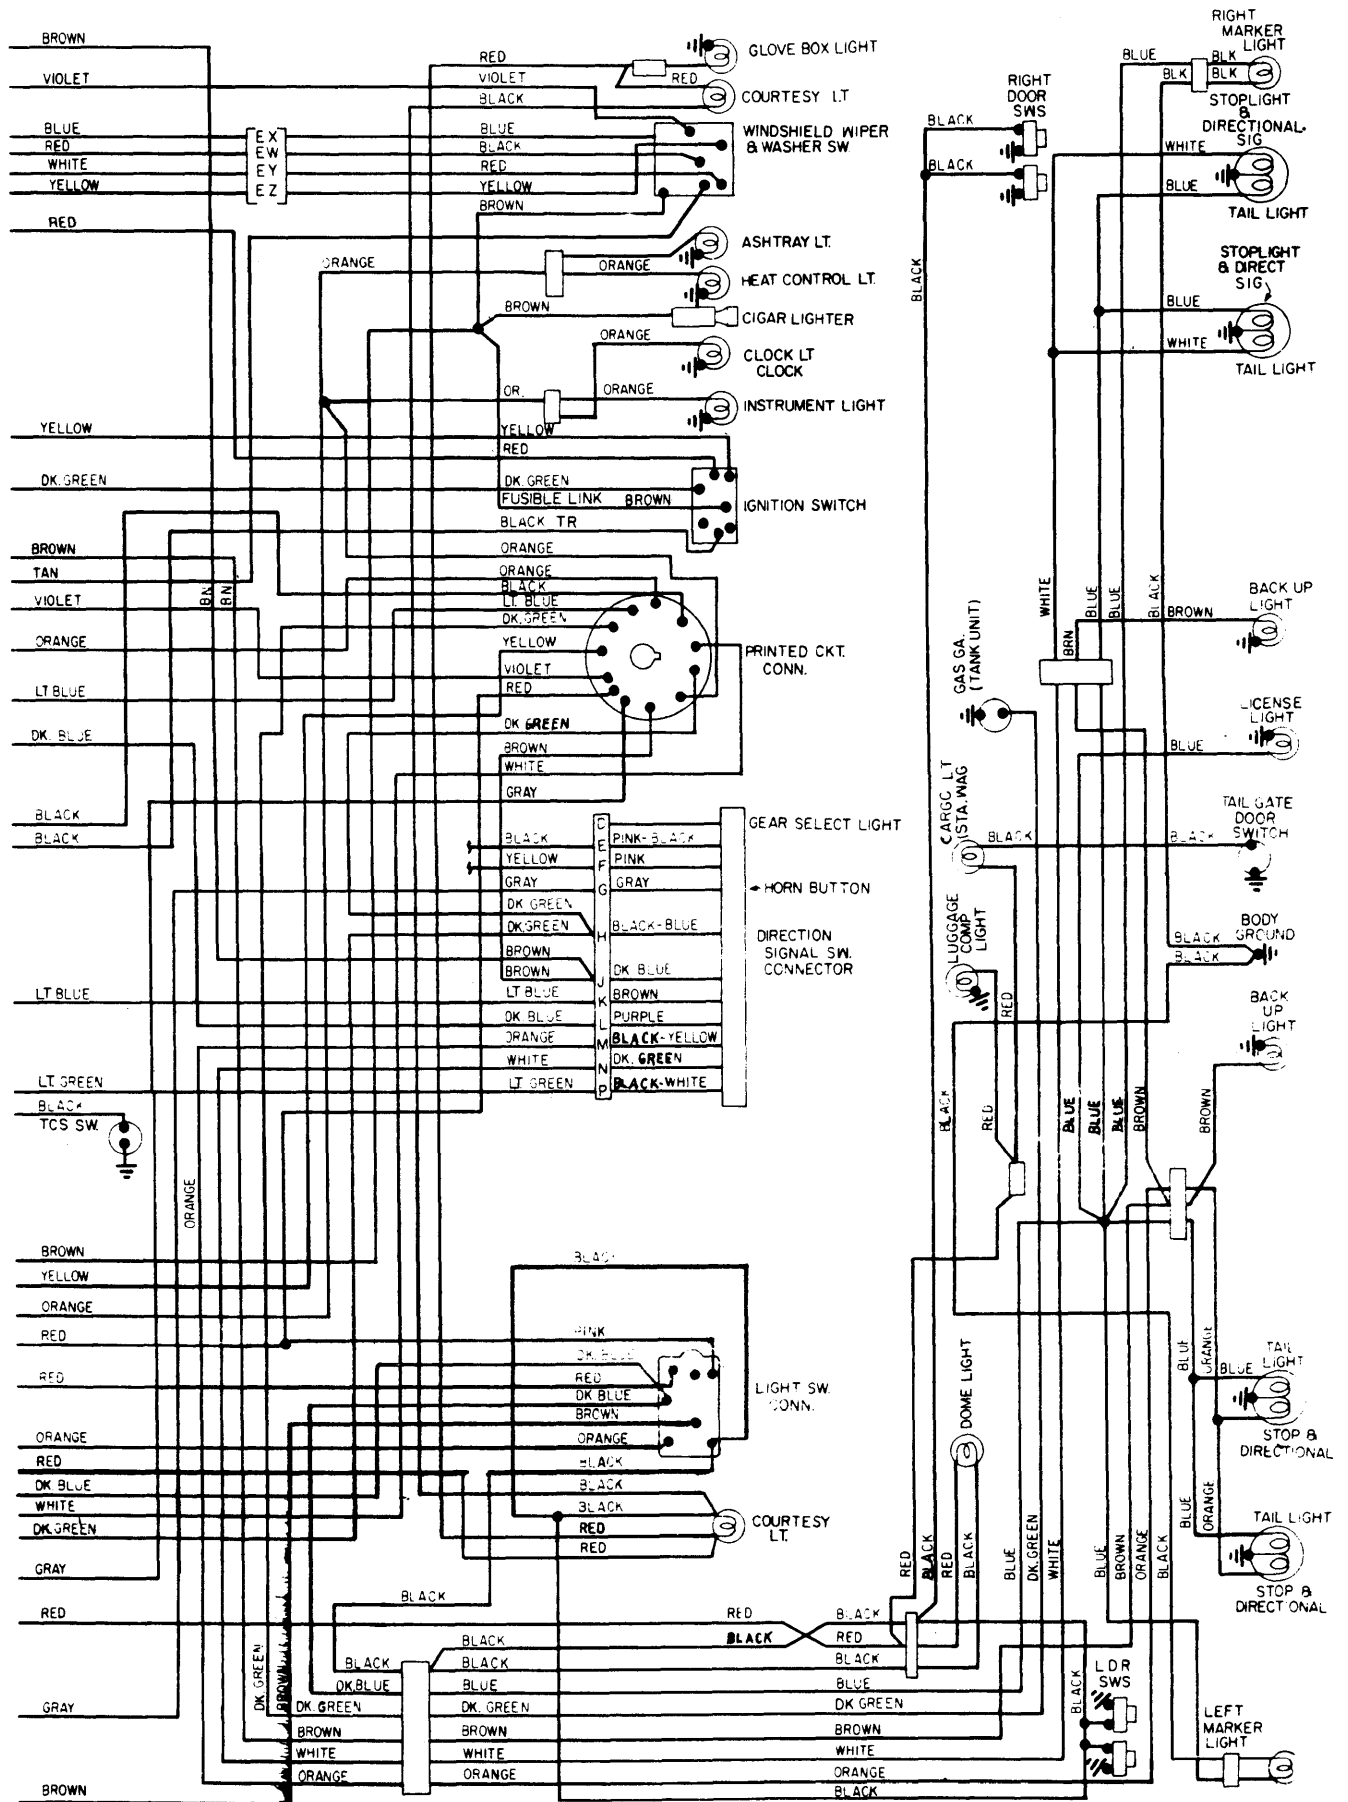 BROWN
VIOLET
BLUE
RED
WHITE
YELLOW
RED
EX
EW
EY
EZ
RED
VIOLET
BLACK
BLUE
BLACK
RED
YELLOW
BROWN
RED
GLOVE BOX LIGHT
COURTESY LT
WINDSHIELD WIPER
& WASHER SW
ORANGE
ORANGE
BROWN
ORANGE
OR.
ORANGE
ASHTRAY LT.
HEAT CONTROL LT.
CIGAR LIGHTER
CLOCK LT
CLOCK
INSTRUMENT LIGHT
YELLOW
DK. GREEN
YELLOW
RED
DK. GREEN
FUSIBLE LINK BROWN
BLACK TR
IGNITION SWITCH
BROWN
TAN
VIOLET
ORANGE
LT BLUE
DK. BLUE
BLACK
BLACK
BN
BN
ORANGE
ORANGE
BLACK
LT. BLUE
DK. GREEN
YELLOW
VIOLET
RED
DK GREEN
BROWN
WHITE
GRAY
PRINTED CKT.
CONN.
BLACK
YELLOW
GRAY
DK GREEN
DK.GREEN
BROWN
BROWN
LT BLUE
DK. BLUE
ORANGE
WHITE
LT GREEN
C
E
F
G
H
J
K
L
M
N
P
PINK-BLACK
PINK
GRAY
BLACK-BLUE
DK BLUE
BROWN
PURPLE
BLACK-YELLOW
DK. GREEN
BLACK-WHITE
GEAR SELECT LIGHT
HORN BUTTON
DIRECTION
SIGNAL SW.
CONNECTOR
LT BLUE
LT. GREEN
BLACK
TCS SW.
ORANGE
BROWN
YELLOW
ORANGE
RED
RED
ORANGE
RED
DK BLUE
WHITE
DK.GREEN
GRAY
RED
GRAY
BROWN
BLACK
PINK
DK. BLUE
RED
DK BLUE
BROWN
ORANGE
BLACK
BLACK
BLACK
RED
RED
LIGHT SW.
CONN.
COURTESY
LT.
BLACK
DK. GREEN
BROWN
BLACK
DK.BLUE
DK GREEN
BROWN
WHITE
ORANGE
BLACK
BLACK
BLUE
DK GREEN
BROWN
WHITE
ORANGE
RED
BLACK
BLACK
RED
BLACK
BLUE
DK GREEN
BROWN
WHITE
ORANGE
BLACK
RIGHT
DOOR
SWS
BLACK
BLACK
BLACK
RIGHT
MARKER
LIGHT
BLUE
BLK
BLK
BLK
STOPLIGHT
&
DIRECTIONAL
SIG
WHITE
BLUE
TAIL LIGHT
STOPLIGHT
& DIRECT
SIG
BLUE
WHITE
TAIL LIGHT
WHITE
BRN
BLUE
BLUE
BLACK
BROWN
BACK UP
LIGHT
GAS GA.
(TANK UNIT)
LICENSE
LIGHT
BLUE
CARGO LT
(STA. WAG
BLACK
BLACK
TAIL GATE
DOOR
SWITCH
LUGGAGE
COMP
LIGHT
RED
BLACK
BLACK
BODY
GROUND
BACK
UP
LIGHT
BLACK
RED
BLUE
BLUE
BLUE
BROWN
BROWN
DOME LIGHT
BLUE
ORANGE
BLUE
TAIL
LIGHT
STOP &
DIRECTIONAL
BLUE
ORANGE
TAIL LIGHT
STOP &
DIRECTIONAL
RED
BLACK
RED
BLACK
BLUE
DK.GREEN
WHITE
BLUE
BROWN
ORANGE
BLACK
BLACK
L D R
SWS
LEFT
MARKER
LIGHT